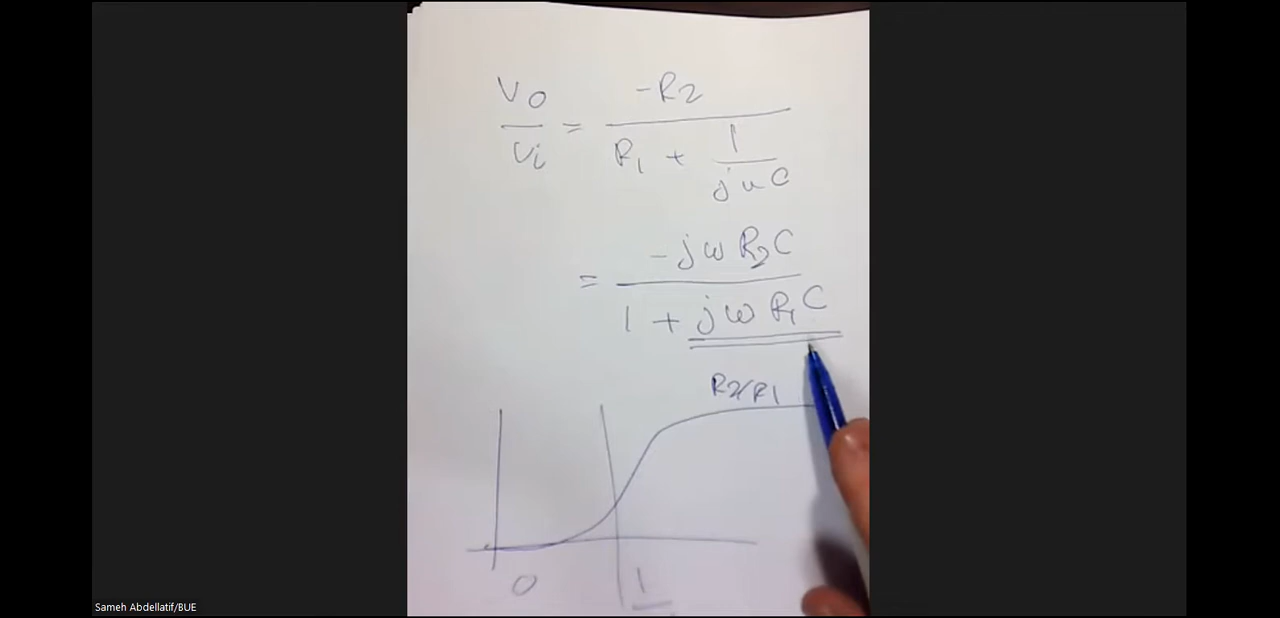 Vo/Vi = -R2 / (R1 + 1/(jωC))
= -jωR2C / (1 + jωR1C)
R2/R1
0 1
Sameh Abdellatif/BUE